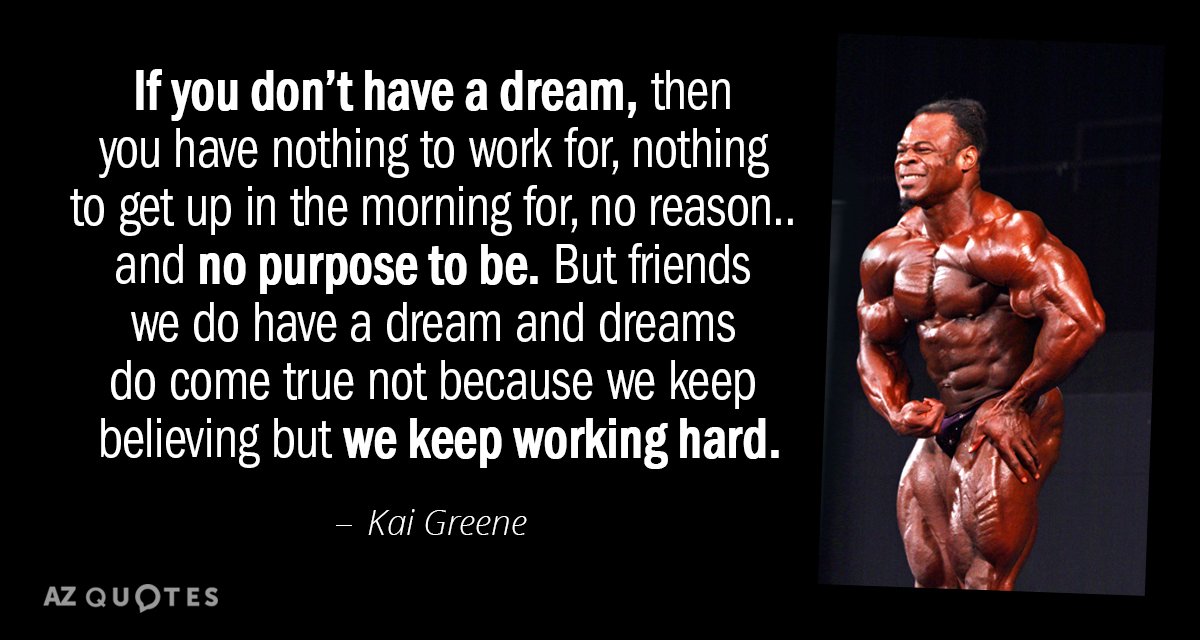 If you don’t have a dream, then
you have nothing to work for, nothing
to get up in the morning for, no reason..
and no purpose to be. But friends
we do have a dream and dreams
do come true not because we keep
believing but we keep working hard.
– Kai Greene
AZ QUOTES